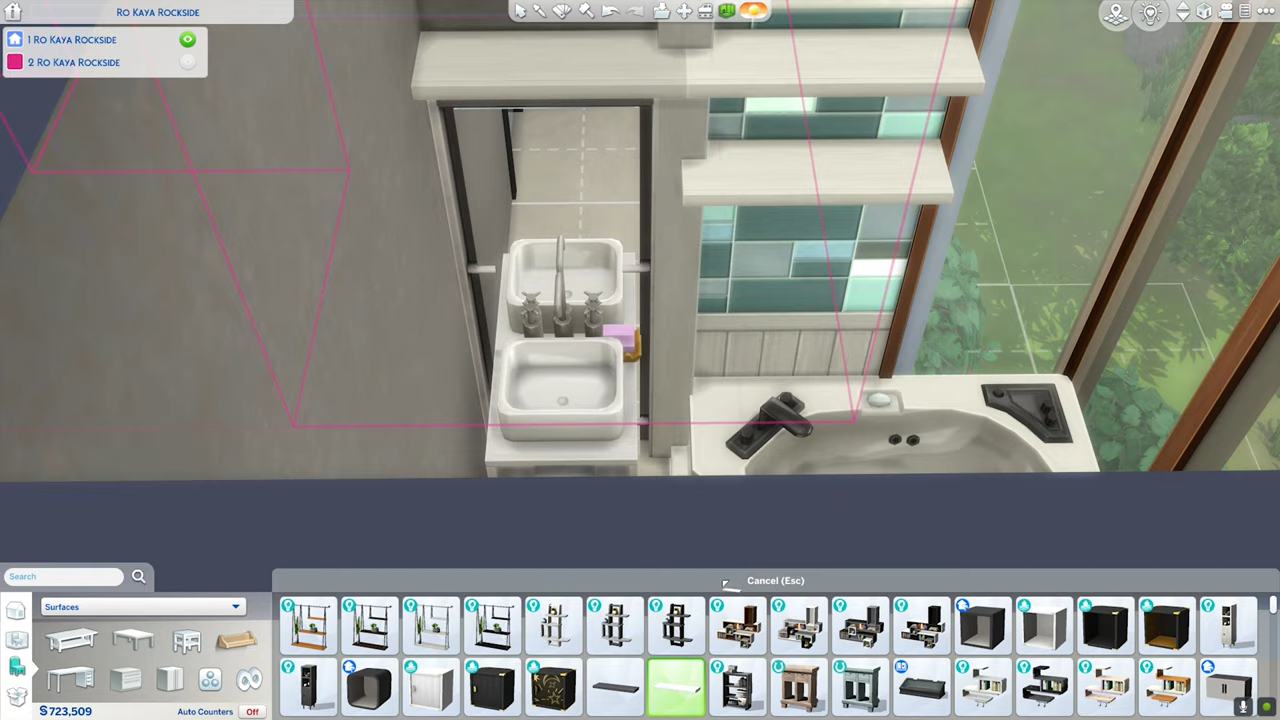 Ro Kaya Rockside
1 Ro Kaya Rockside
2 Ro Kaya Rockside
Cancel (Esc)
Search
Surfaces
§723,509
Auto Counters
Off